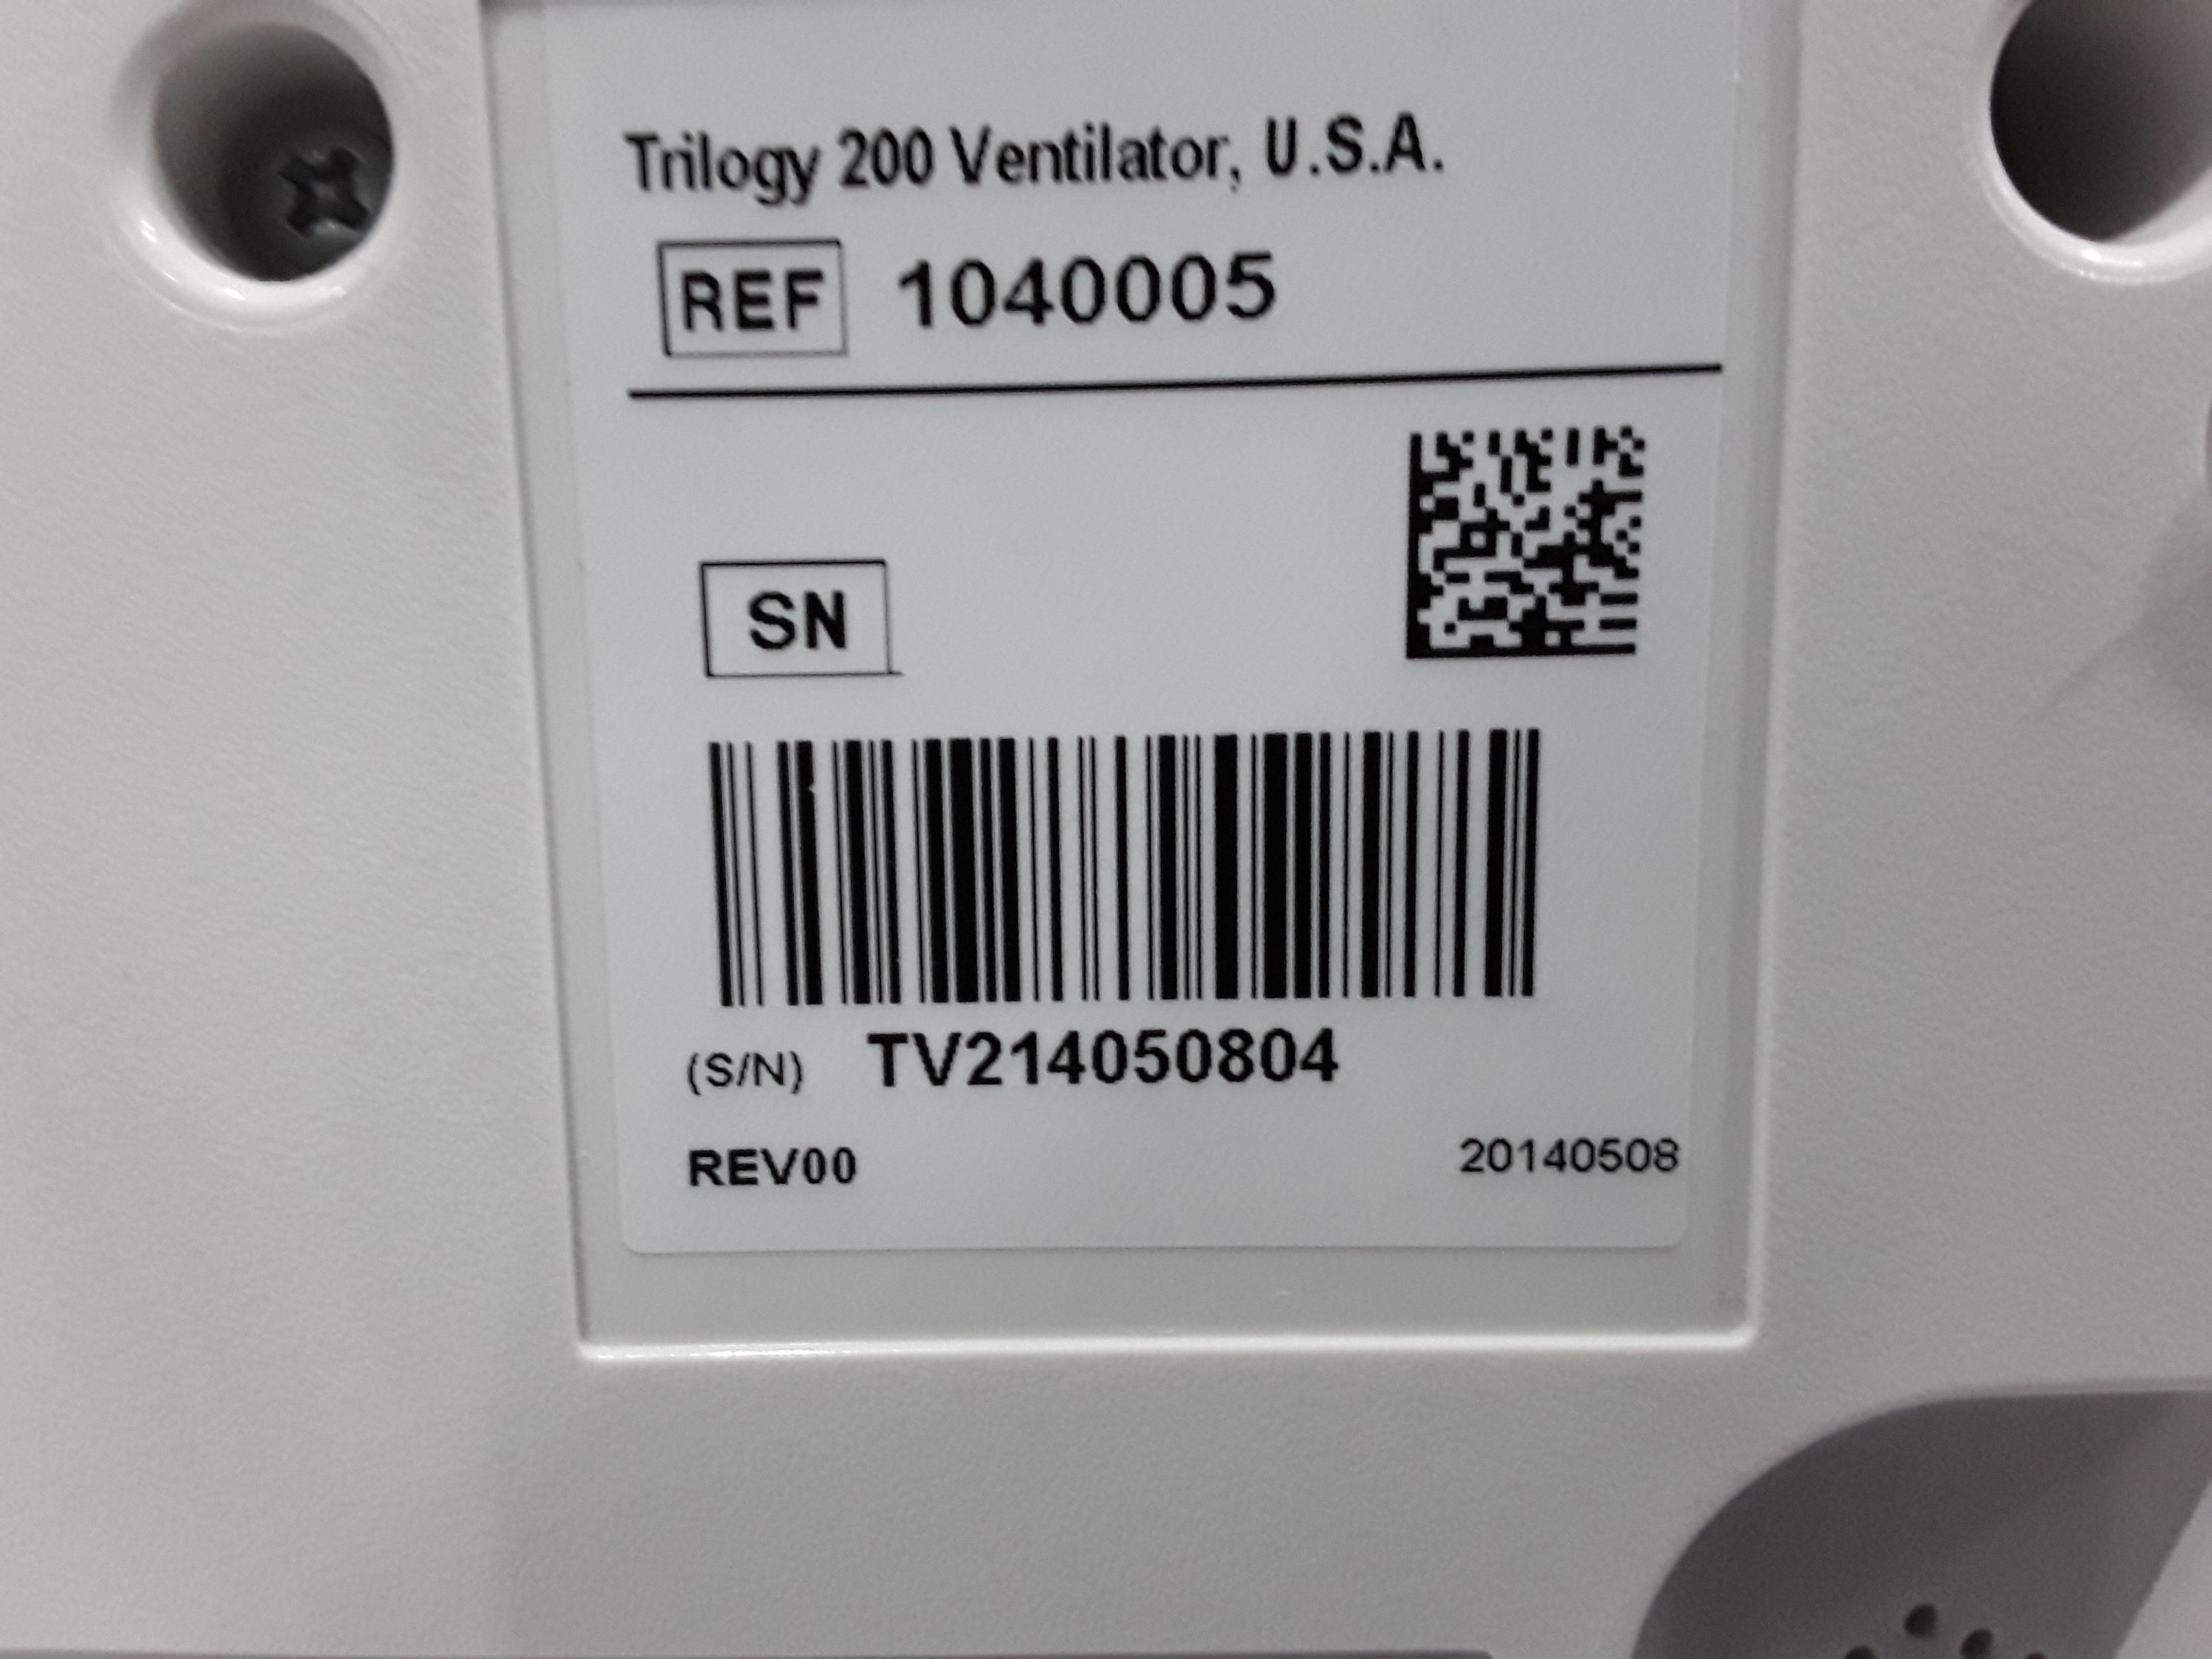 Trilogy 200 Ventilator, U.S.A.
REF 1040005
SN
(S/N) TV214050804
REV00 20140508